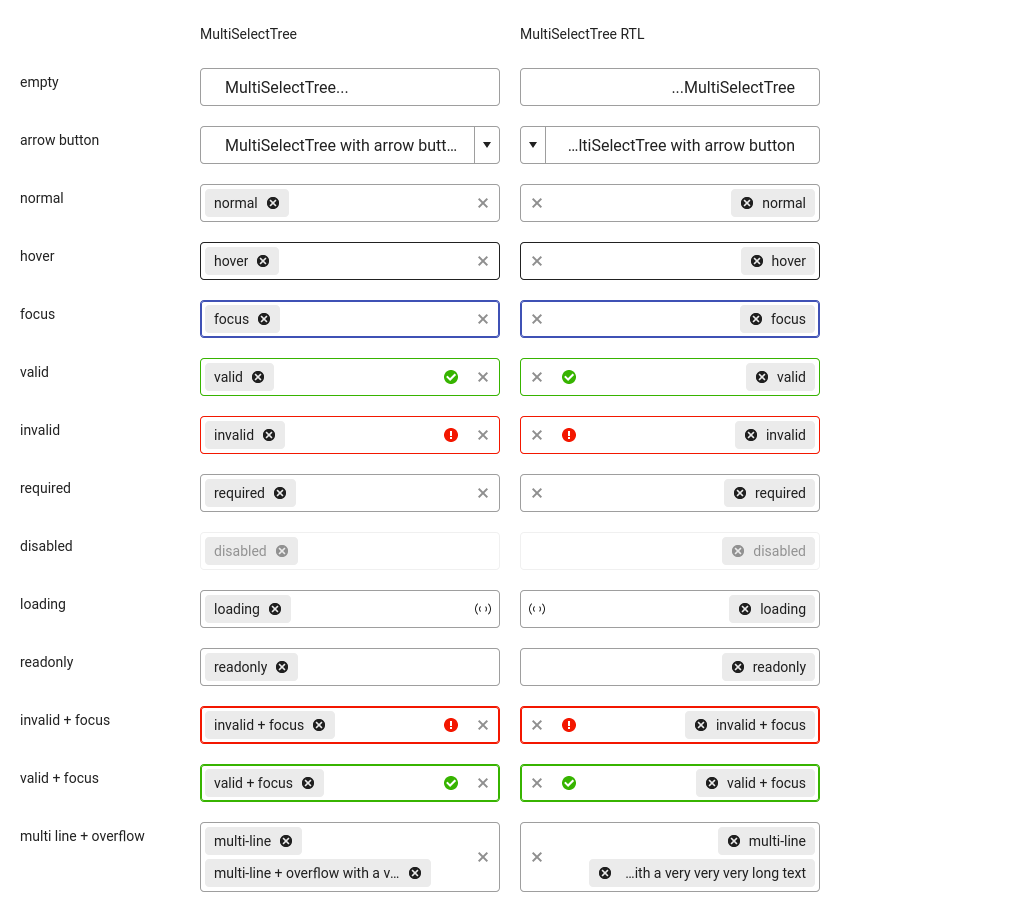 MultiSelectTree MultiSelectTree RTL
empty MultiSelectTree... ...MultiSelectTree
arrow button MultiSelectTree with arrow butt... ...ltiSelectTree with arrow button
normal normal normal
hover hover hover
focus focus focus
valid valid valid
invalid invalid invalid
required required required
disabled disabled disabled
loading loading loading
readonly readonly readonly
invalid + focus invalid + focus invalid + focus
valid + focus valid + focus valid + focus
multi line + overflow multi-line multi-line
multi-line + overflow with a v... ...ith a very very very long text